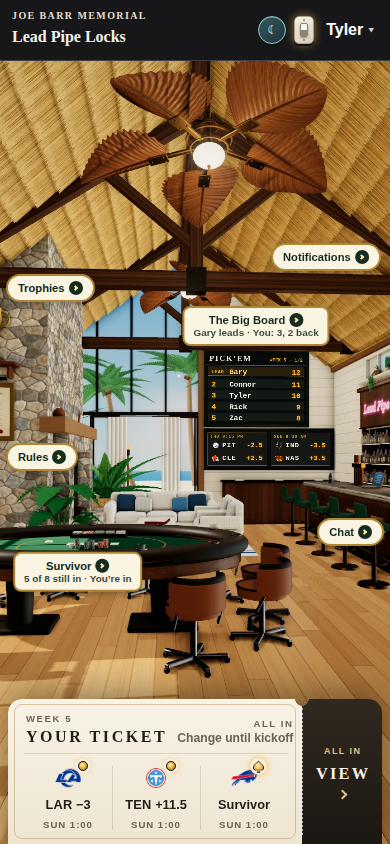 JOE BARR MEMORIAL
Lead Pipe Locks
Tyler
Notifications
Trophies
The Big Board
Gary leads · You: 3, 2 back
PICK'EM
LEAD Gary 12
2 Connor 11
3 Tyler 10
4 Rick 9
5 Zac 8
PIT -2.5
IND -3.5
CLE +2.5
WAS +3.5
Lead Pipe
Rules
Chat
Survivor
5 of 8 still in · You're in
WEEK 5
ALL IN
YOUR TICKET
Change until kickoff
LAR −3
TEN +11.5
Survivor
SUN 1:00
SUN 1:00
SUN 1:00
ALL IN
VIEW